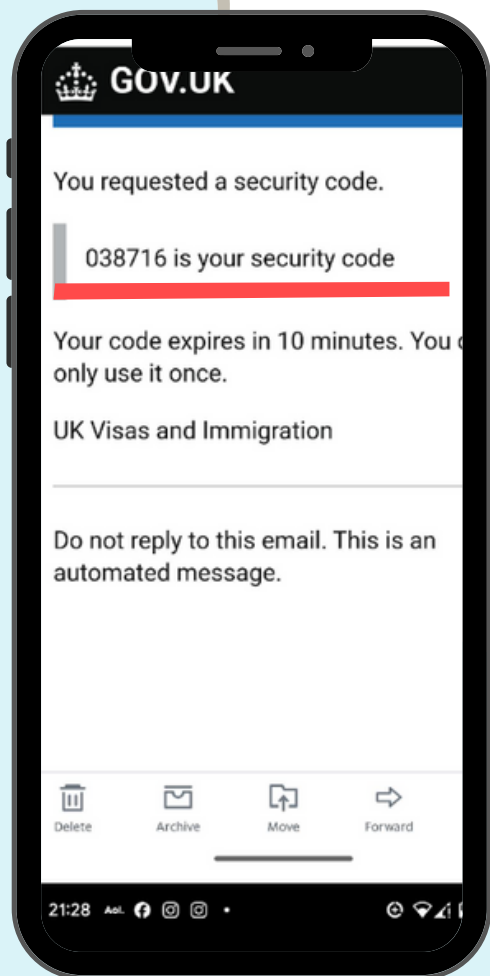 GOV.UK
You requested a security code.
038716 is your security code
Your code expires in 10 minutes. You
only use it once.
UK Visas and Immigration
Do not reply to this email. This is an
automated message.
Delete Archive Move Forward
21:28 Aol.